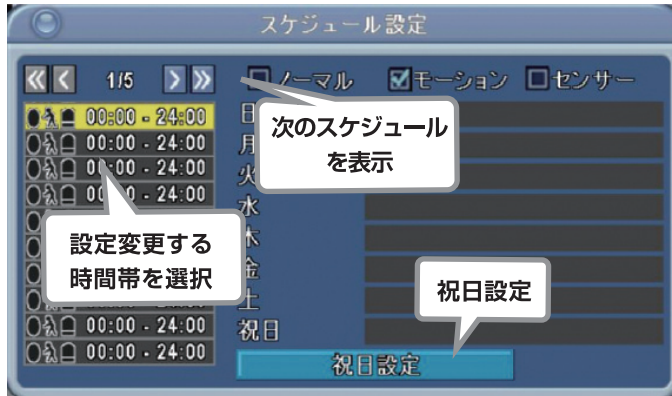 スケジュール設定
1/5
ノーマル モーション センサー
00:00 - 24:00
00:00 - 24:00
00:00 - 24:00
00:00 - 24:00
00:00 - 24:00
00:00 - 24:00
日
月
火
水
木
金
土
祝日
祝日設定
次のスケジュール
を表示
設定変更する
時間帯を選択
祝日設定